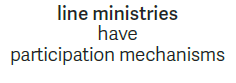 line ministries
have
participation mechanisms